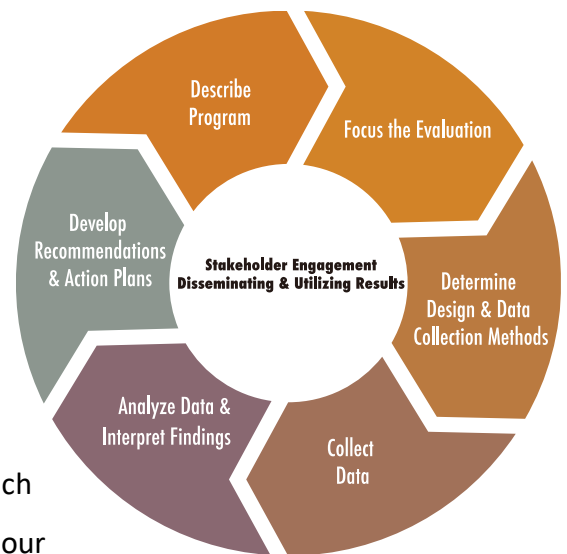 Describe
Program
Focus the Evaluation
Develop
Recommendations
& Action Plans
Stakeholder Engagement
Disseminating & Utilizing Results
Determine
Design & Data
Collection Methods
Analyze Data &
Interpret Findings
Collect
Data
ch
our